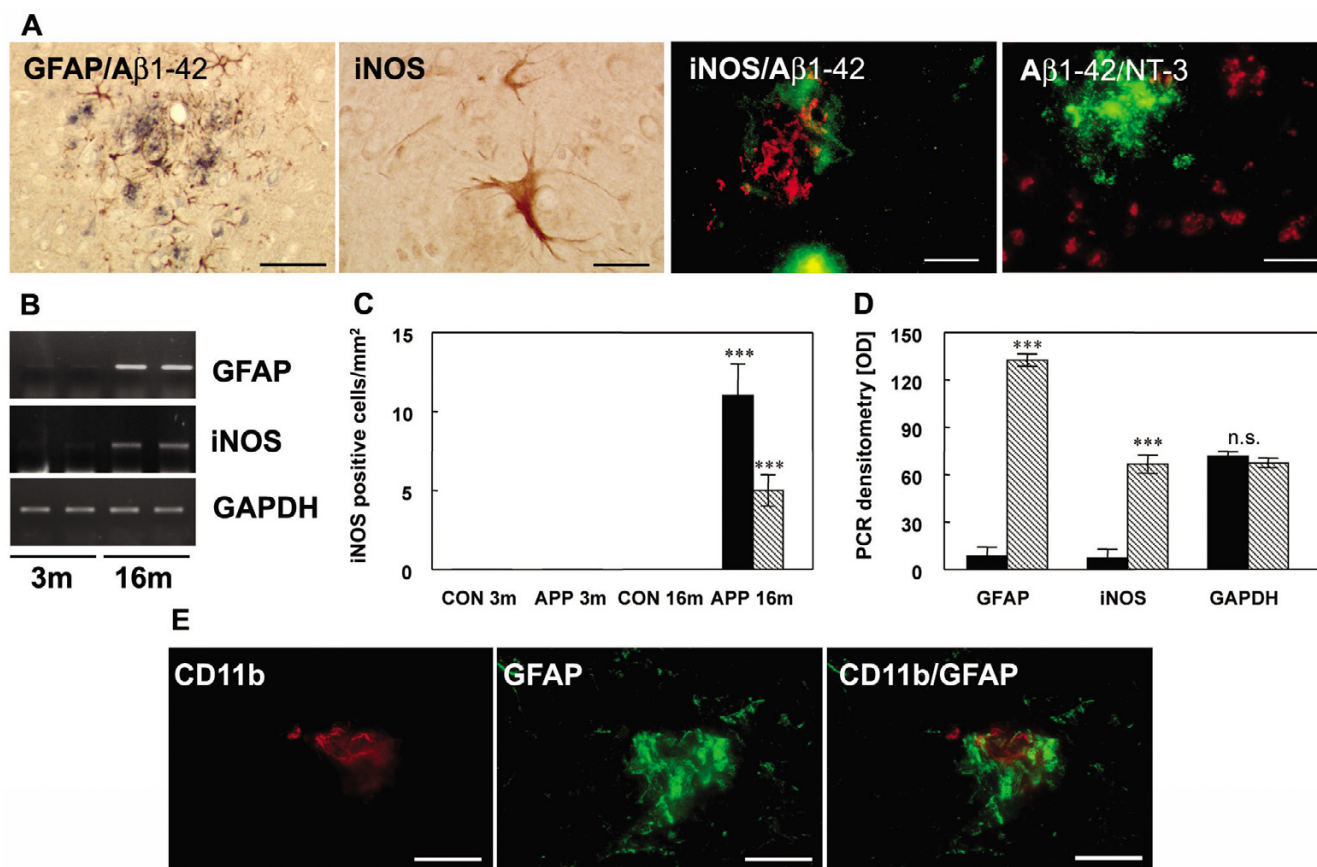 A
GFAP/Aβ1-42
iNOS
iNOS/Aβ1-42
Aβ1-42/NT-3
B
GFAP
iNOS
GAPDH
3m 16m
C
iNOS positive cells/mm²
15
10
5
0
***
***
CON 3m APP 3m CON 16m APP 16m
D
PCR densitometry [OD]
150
120
90
60
30
0
***
***
n.s.
GFAP iNOS GAPDH
E
CD11b
GFAP
CD11b/GFAP